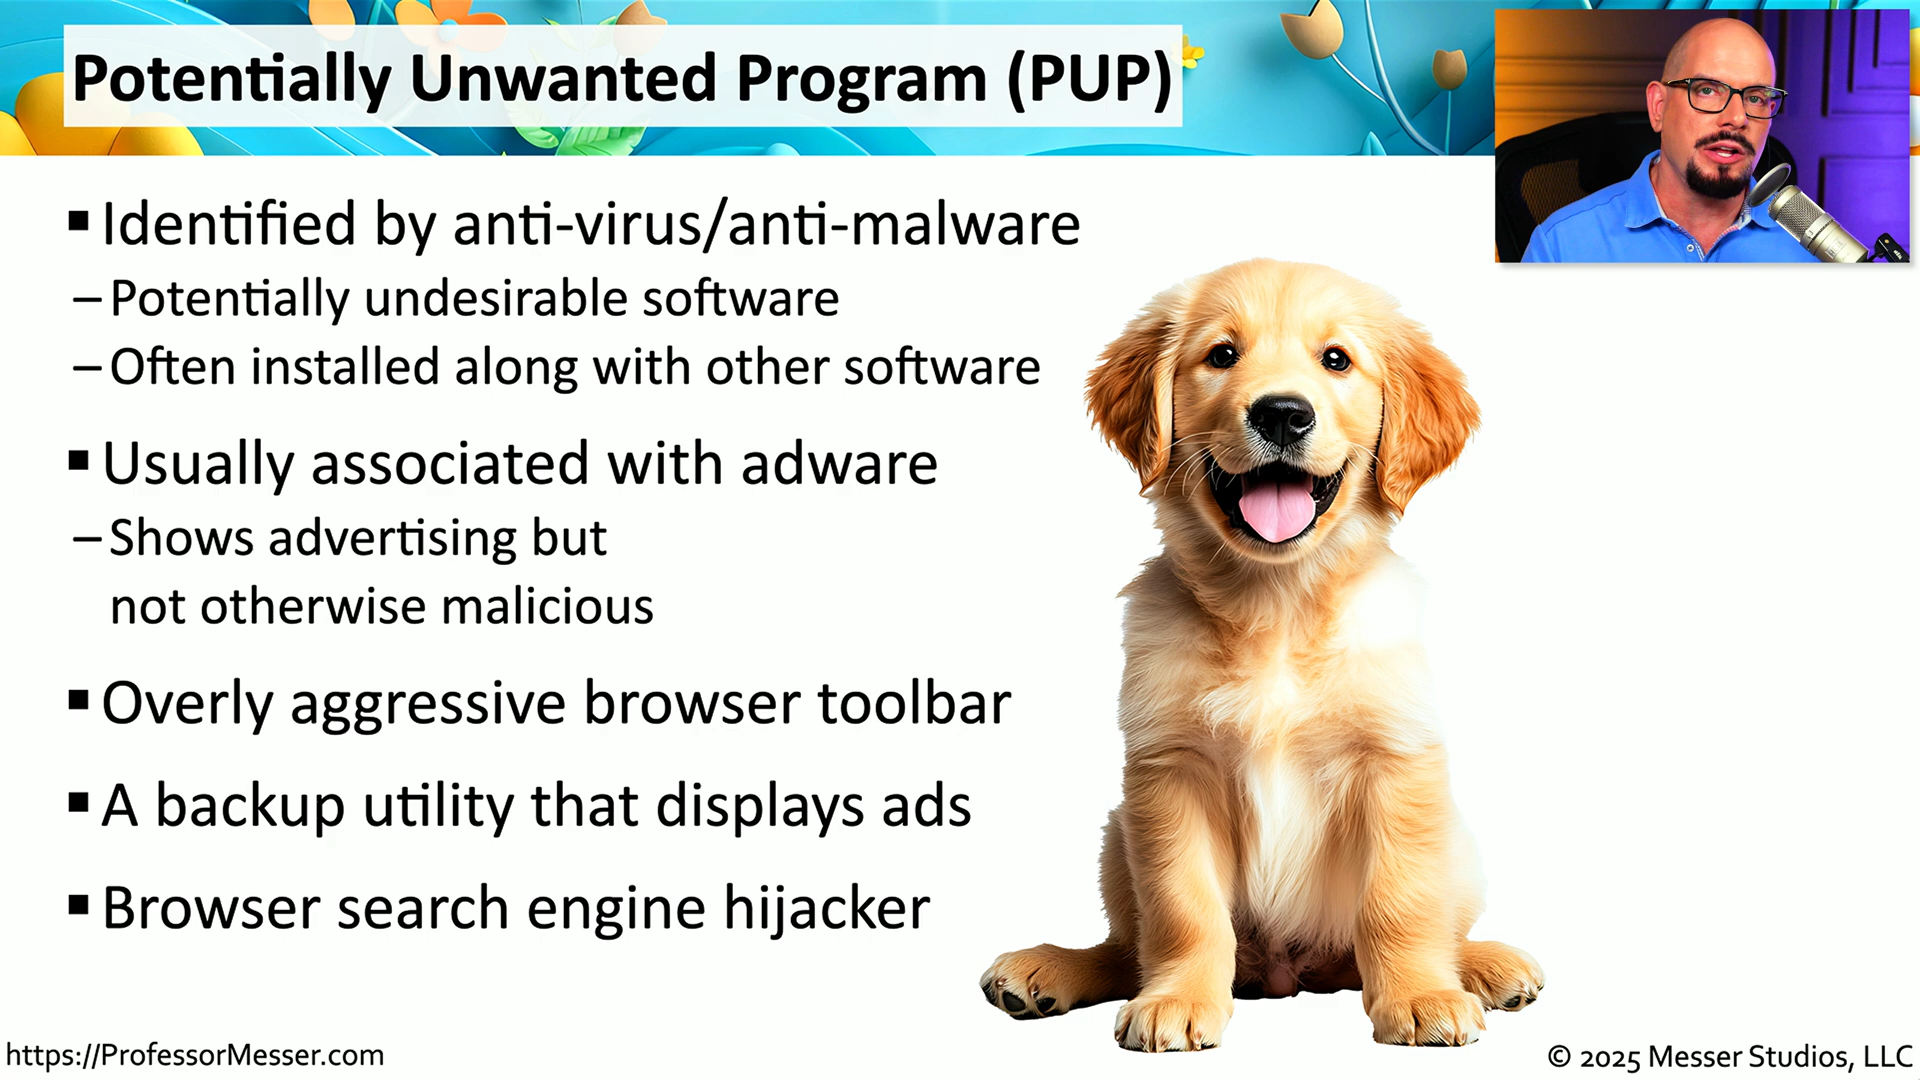 Potentially Unwanted Program (PUP)
▪ Identified by anti-virus/anti-malware
– Potentially undesirable software
– Often installed along with other software
▪ Usually associated with adware
– Shows advertising but
not otherwise malicious
▪ Overly aggressive browser toolbar
▪ A backup utility that displays ads
▪ Browser search engine hijacker
https://ProfessorMesser.com
© 2025 Messer Studios, LLC